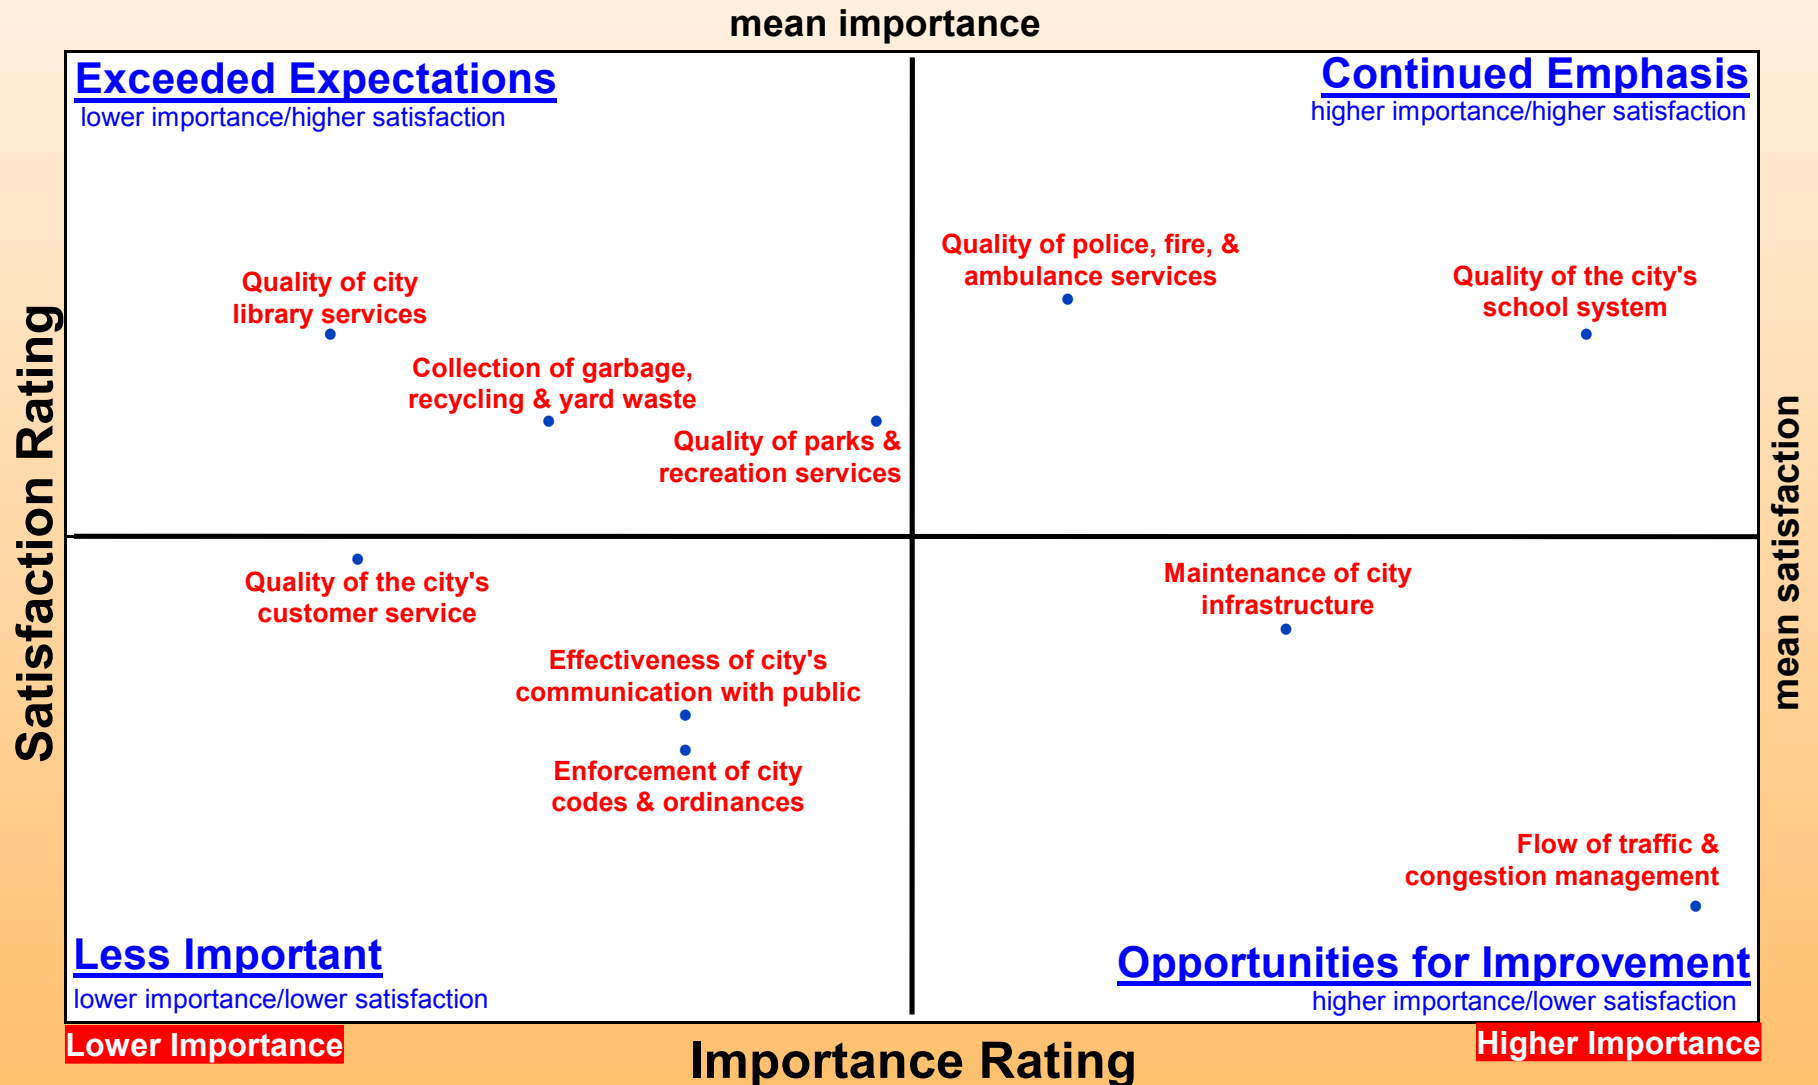 mean importance
Exceeded Expectations
lower importance/higher satisfaction
Continued Emphasis
higher importance/higher satisfaction
Quality of police, fire, &
ambulance services
Quality of the city's
school system
Quality of city
library services
Collection of garbage,
recycling & yard waste
Quality of parks &
recreation services
Satisfaction Rating
mean satisfaction
Quality of the city's
customer service
Maintenance of city
infrastructure
Effectiveness of city's
communication with public
Enforcement of city
codes & ordinances
Flow of traffic &
congestion management
Less Important
lower importance/lower satisfaction
Opportunities for Improvement
higher importance/lower satisfaction
Lower Importance
Importance Rating
Higher Importance